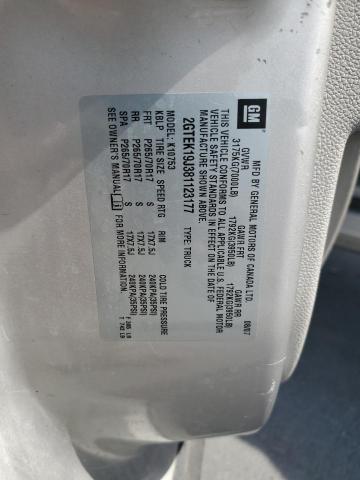 GM
MFD BY GENERAL MOTORS OF CANADA LTD.
08/07 GVWR GAWR FRT GAWR RR
3175KG(7000LB) 1792KG(3950LB) 1792KG(3950LB)
THIS VEHICLE CONFORMS TO ALL APPLICABLE U.S. FEDERAL MOTOR
VEHICLE SAFETY STANDARDS IN EFFECT ON THE DATE OF
MANUFACTURE SHOWN ABOVE.
2GTEK19J381123177 TYPE: TRUCK
MODEL: K10753
KBLP TIRE SIZE SPEED RTG RIM COLD TIRE PRESSURE
FRT P265/70R17 S 17X7.5J 240KPA(35PSI)
RR P265/70R17 S 17X7.5J 240KPA(35PSI)
SPA P265/70R17 S 17X7.5J 240KPA(35PSI)
SEE OWNER'S MANUAL FOR MORE INFORMATION.